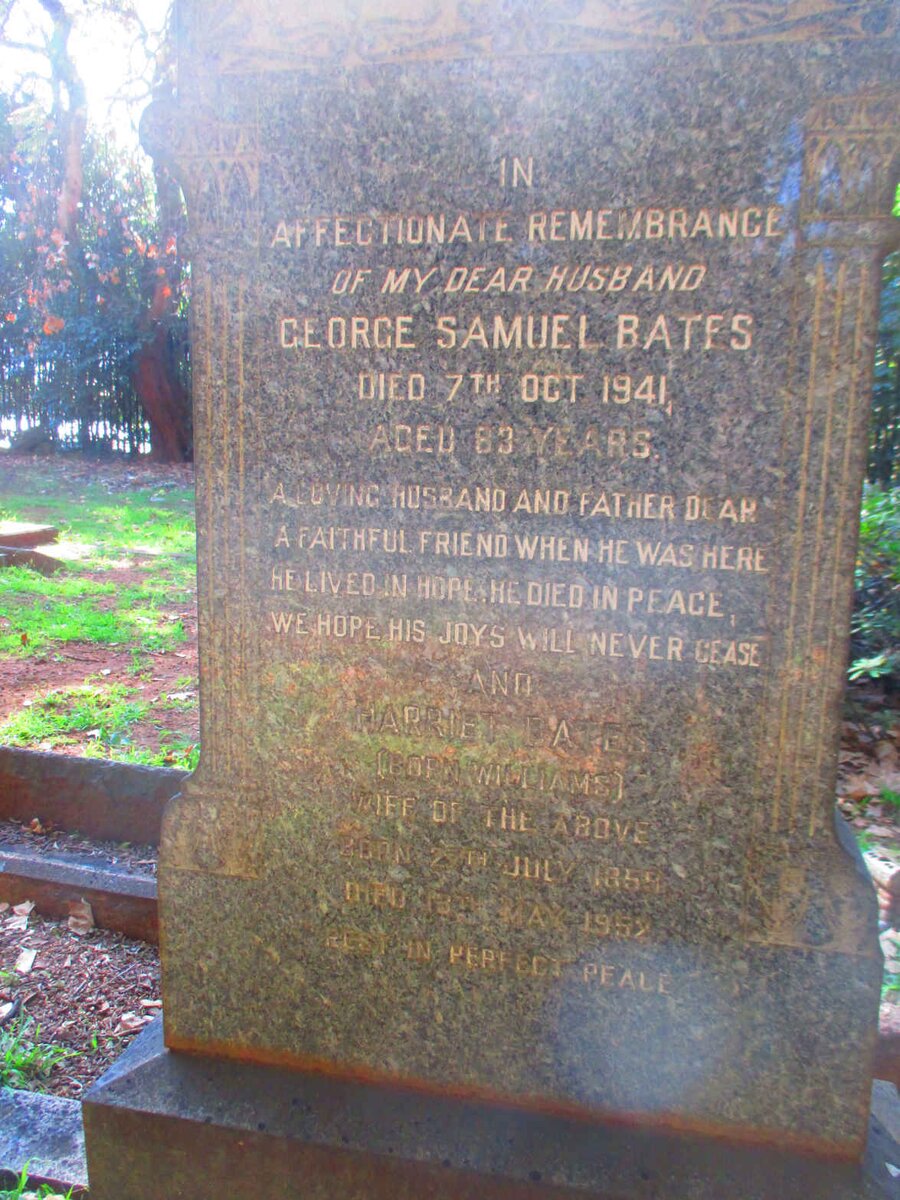 IN
AFFECTIONATE REMEMBRANCE
OF MY DEAR HUSBAND
GEORGE SAMUEL BATES
DIED 7TH OCT 1941,
AGED 83 YEARS.
A LOVING HUSBAND AND FATHER DEAR
A FAITHFUL FRIEND WHEN HE WAS HERE
HE LIVED IN HOPE, HE DIED IN PEACE,
WE HOPE HIS JOYS WILL NEVER CEASE
AND
HARRIET BATES
(BORN WILLIAMS)
WIFE OF THE ABOVE
BORN JULY
DIED MAY 1952
REST IN PERFECT PEACE